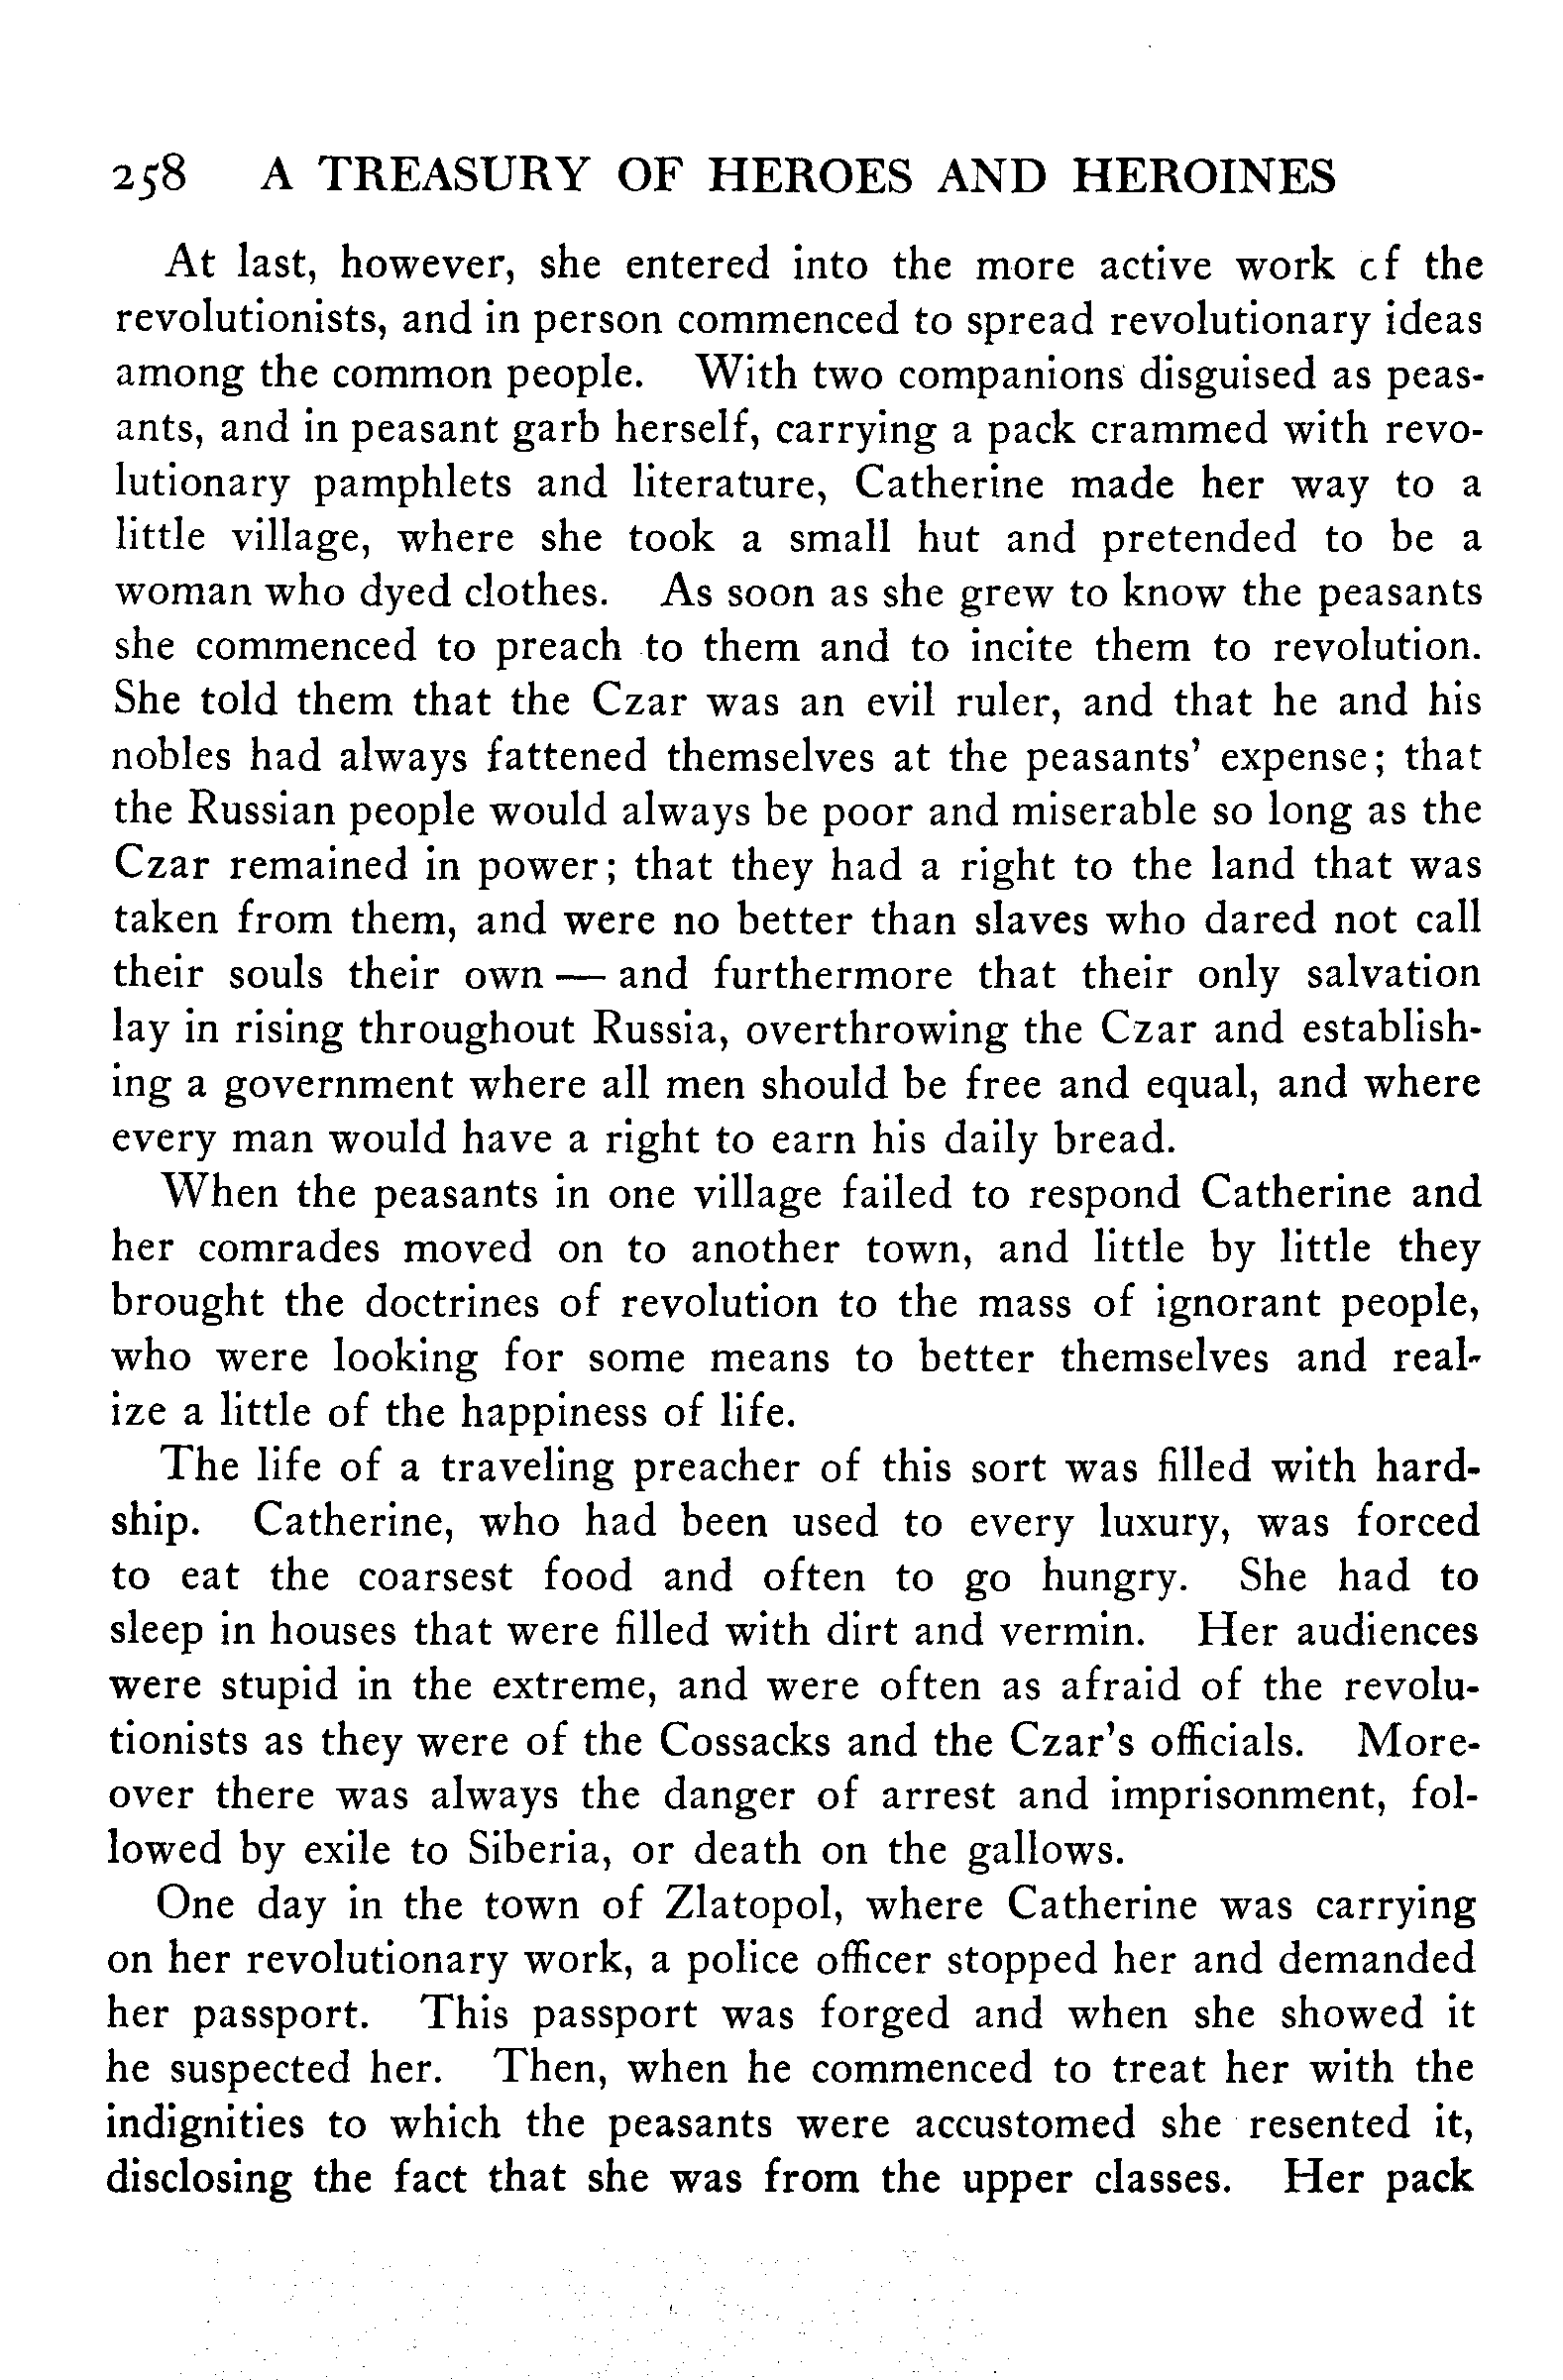 258 A TREASURY OF HEROES AND HEROINES
At last, however, she entered into the more active work cf the
revolutionists, and in person commenced to spread revolutionary ideas
among the common people. With two companions disguised as peas-
ants, and in peasant garb herself, carrying a pack crammed with revo-
lutionary pamphlets and literature, Catherine made her way to a
little village, where she took a small hut and pretended to be a
woman who dyed clothes. As soon as she grew to know the peasants
she commenced to preach to them and to incite them to revolution.
She told them that the Czar was an evil ruler, and that he and his
nobles had always fattened themselves at the peasants' expense; that
the Russian people would always be poor and miserable so long as the
Czar remained in power; that they had a right to the land that was
taken from them, and were no better than slaves who dared not call
their souls their own — and furthermore that their only salvation
lay in rising throughout Russia, overthrowing the Czar and establish-
ing a government where all men should be free and equal, and where
every man would have a right to earn his daily bread.
When the peasants in one village failed to respond Catherine and
her comrades moved on to another town, and little by little they
brought the doctrines of revolution to the mass of ignorant people,
who were looking for some means to better themselves and real-
ize a little of the happiness of life.
The life of a traveling preacher of this sort was filled with hard-
ship. Catherine, who had been used to every luxury, was forced
to eat the coarsest food and often to go hungry. She had to
sleep in houses that were filled with dirt and vermin. Her audiences
were stupid in the extreme, and were often as afraid of the revolu-
tionists as they were of the Cossacks and the Czar's officials. More-
over there was always the danger of arrest and imprisonment, fol-
lowed by exile to Siberia, or death on the gallows.
One day in the town of Zlatopol, where Catherine was carrying
on her revolutionary work, a police officer stopped her and demanded
her passport. This passport was forged and when she showed it
he suspected her. Then, when he commenced to treat her with the
indignities to which the peasants were accustomed she resented it,
disclosing the fact that she was from the upper classes. Her pack